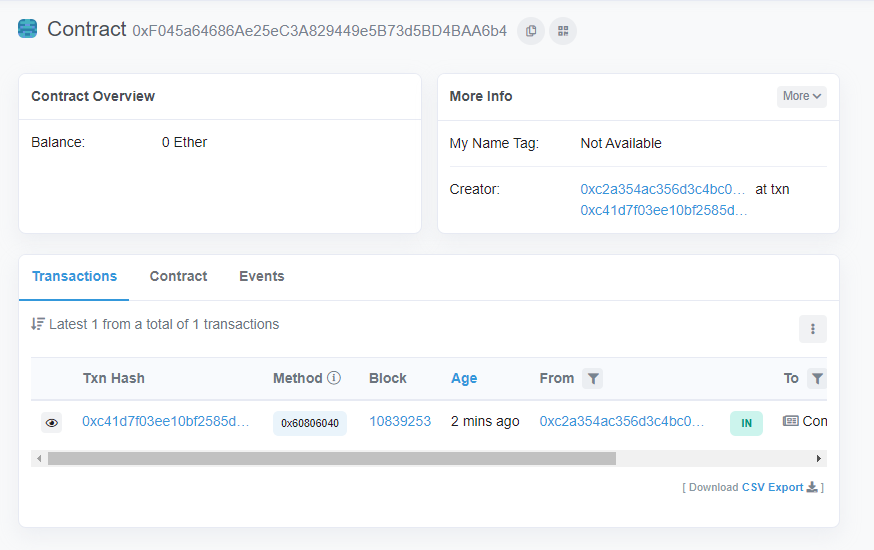 Contract 0xF045a64686Ae25eC3A829449e5B73d5BD4BAA6b4
Contract Overview
Balance: 0 Ether
More Info
More
My Name Tag: Not Available
Creator: 0xc2a354ac356d3c4bc0... at txn
0xc41d7f03ee10bf2585d...
Transactions Contract Events
Latest 1 from a total of 1 transactions
Txn Hash Method Block Age From To
0xc41d7f03ee10bf2585d... 0x60806040 10839253 2 mins ago 0xc2a354ac356d3c4bc0... IN Con
[ Download CSV Export ]